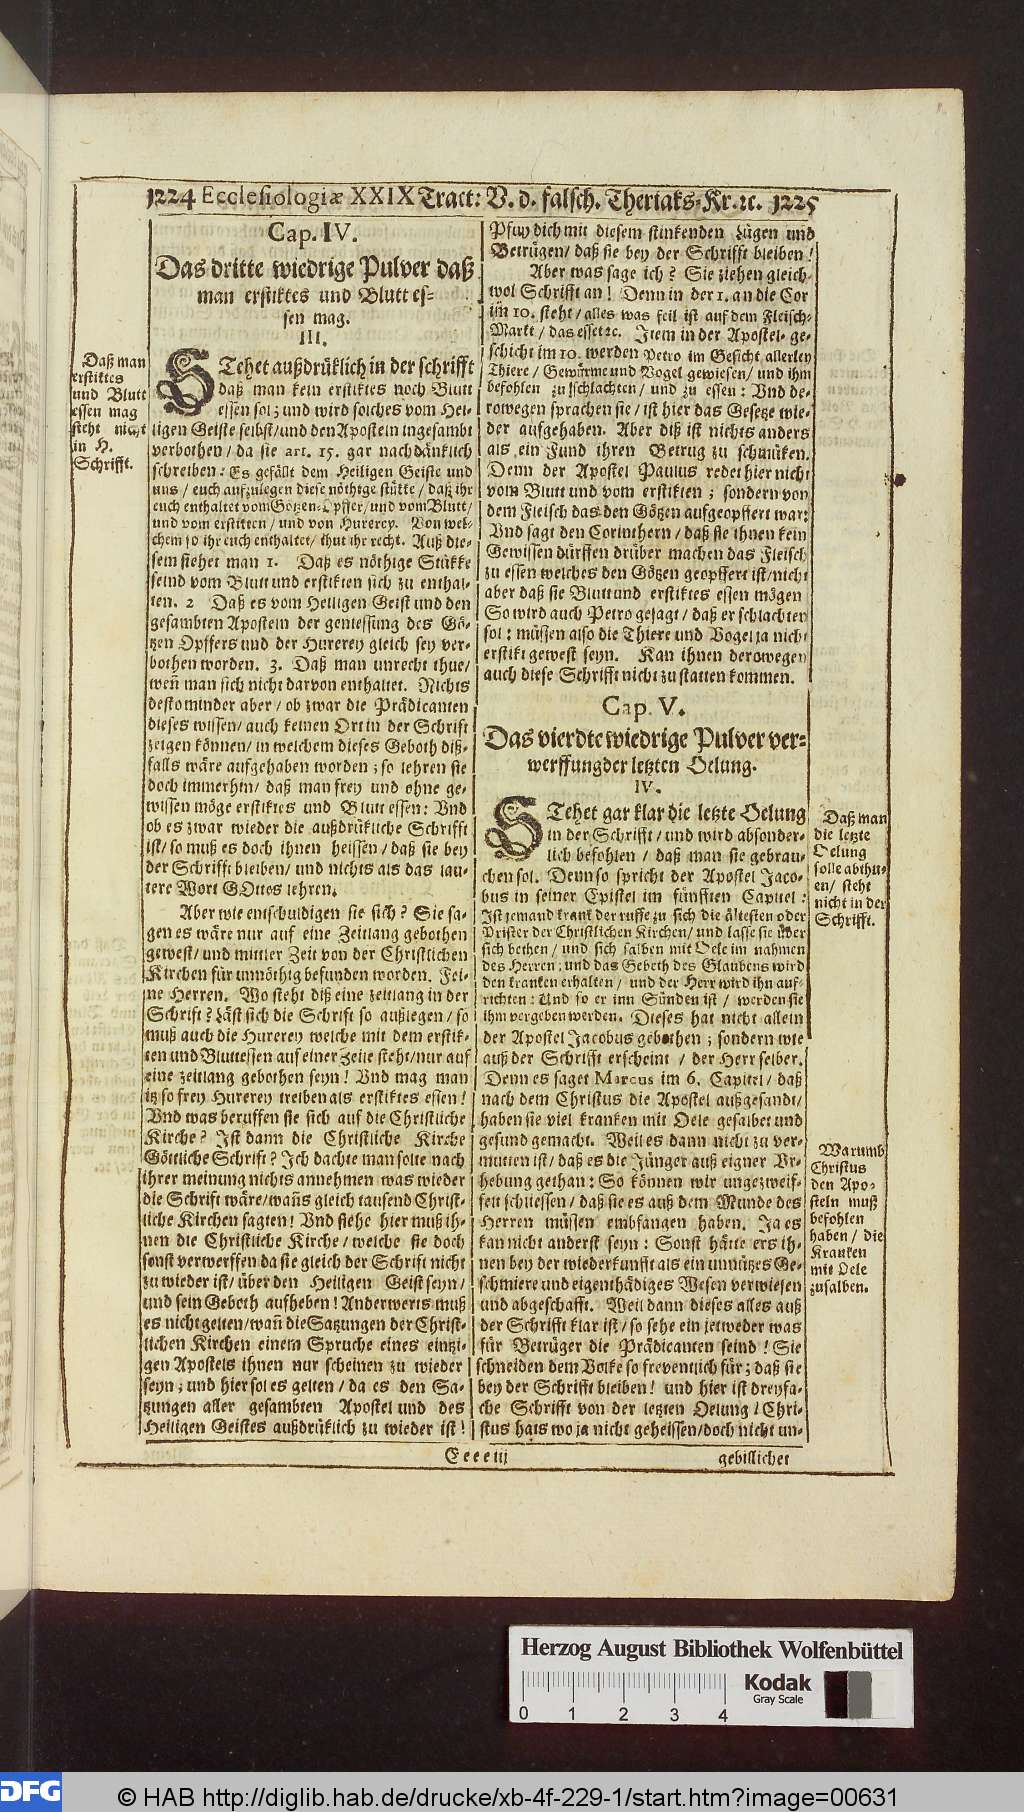 1224 Ecclesiologiæ XXIX Tract: V. d. falsch. Theriaks-Kr. ꝛc. 1225
Cap. IV.
Das dritte wiedrige Pulver daß
man erstiktes und Blutt es-
sen mag.
III.
Daß man
erstiktes
und Blutt
essen mag
steht nicht
in H.
Schrifft.
STehet außdrüklich in der schrifft
daß man kein erstiktes noch Blutt
essen sol; und wird solches vom Hei-
ligen Geiste selbst/und den Aposteln ingesambt
verbothen/da sie act. 15. gar nachdänklich
schreiben: Es gefällt dem Heiligen Geiste und
uns / euch aufzulegen diese nöthige stükke / daß ihr
euch enthaltet vom Götzen-Opffer/und vom Blutt/
und vom erstikten / und von Hurerey. Von wel-
chem so ihr euch enthaltet/ thut ihr recht. Auß die-
sem siehet man 1. Daß es nöthige Stükke
seind vom Blutt und erstikten sich zu enthal-
ten. 2 Daß es vom Heiligen Geist und den
gesambten Aposteln der geniessung des Gö-
tzen Opffers und der Hurerey gleich sey ver-
bothen worden. 3. Daß man unrecht thue/
weñ man sich nicht darvon enthaltet. Nichts
destominder aber / ob zwar die Prädicanten
dieses wissen/ auch keinen Ort in der Schrift
zeigen können/ in welchem dieses Geboth diß-
falls wäre aufgehaben worden; so lehren sie
doch immerhin/ daß man frey und ohne ge-
wissen möge erstiktes und Blutt essen: Vnd
ob es zwar wieder die außdrükliche Schrifft
ist/ so muß es doch ihnen heissen / daß sie bey
der Schrifft bleiben/ und nichts als das lau-
tere Wort GOttes lehren.
Aber wie entschuldigen sie sich? Sie sa-
gen es wäre nur auf eine Zeitlang gebothen
gewest/ und mittler Zeit von der Christlichen
Kirchen für unnöthig befunden worden. Fei-
ne Herren. Wo steht diß eine zeitlang in der
Schrift? Läst sich die Schrift so außlegen / so
muß auch die Hurerey welche mit dem erstik-
ten und Bluttessen auf einer Zeile steht/nur auf
eine zeitlang gebothen seyn! Vnd mag man
itz so frey Hurerey treiben als erstiktes essen!
Vnd was beruffen sie sich auf die Christliche
Kirche? Ist dann die Christliche Kirche
Göttliche Schrift? Ich dachte man solte nach
ihrer meinung nichts annehmen was wieder
die Schrift wäre/wañs gleich tausend Christ-
liche Kirchen sagten! Vnd siehe hier muß ih-
nen die Christliche Kirche/ welche sie doch
sonst verwerffen da sie gleich der Schrift nicht
zu wieder ist/ über den Heiligen Geist seyn/
und sein Geboth aufheben! Anderwerts muß
es nicht gelten/wañ die Satzungen der Christ-
lichen Kirchen einem Spruche eines einzi-
gen Apostels ihnen nur scheinen zu wieder
seyn; und hier sol es gelten / da es den Sa-
tzungen aller gesambten Apostel und des
Heiligen Geistes außdrüklich zu wieder ist!
Pfuy dich mit diesem stinkenden Lügen und
Betrügen/ daß sie bey der Schrifft bleiben!
Aber was sage ich? Sie ziehen gleich-
wol Schrifft an! Denn in der 1. an die Cor
im 10. steht / alles was feil ist auf dem Fleisch-
Markt / das esset ꝛc. Item in der Apostel- ge-
schicht im 10. werden Petro im Gesicht allerley
Thiere / Gewürme und Vogel gewiesen/ und ihm
befohlen zu schlachten / und zu essen: Vnd de-
rowegen sprachen sie / ist hier das Gesetze wie-
der aufgehaben. Aber diß ist nichts anders
als ein Fund ihren Betrug zu schmüken.
Denn der Apostel Paulus redet hier nicht
vom Blutt und vom erstikten; sondern von
dem Fleisch das den Götzen aufgeopffert war:
Vnd sagt den Corinthern / daß sie ihnen kein
Gewissen dürffen drüber machen das Fleisch
zu essen welches den Götzen geopffert ist/nicht
aber daß sie Blutt und erstiktes essen mögen
So wird auch Petro gesagt / daß er schlachten
sol: müssen also die Thiere und Vogel ja nicht
erstikt gewest seyn. Kan ihnen derowegen
auch diese Schrifft nicht zu statten kommen.
Cap. V.
Das vierdte wiedrige Pulver ver-
werffung der letzten Oelung.
IV.
STehet gar klar die letzte Oelung
in der Schrifft / und wird absonder-
lich befohlen / daß man sie gebrau-
chen sol. Denn so spricht der Apostel Jaco-
bus in seiner Epistel im fünfften Capitel:
Ist jemand krank der ruffe zu sich die ältesten oder
Prister der Christlichen Kirchen/ und lasse sie über
sich bethen / und sich salben mit Oele im nahmen
des Herren; und das Gebeth des Glaubens wird
den kranken erhalten / und der Herr wird ihn auf-
richten: Und so er inn Sünden ist / werden sie
ihm vergeben werden. Dieses hat nicht allein
der Apostel Jacobus gebothen; sondern wie
auß der Schrifft erscheint / der Herr selber.
Denn es saget Marcus im 6. Capitel / daß
nach dem Christus die Apostel außgesandt/
haben sie viel kranken mit Oele gesalbet und
gesund gemacht. Weil es dann nicht zu ver-
mutten ist / daß es die Jünger auß eigner Vr-
hebung gethan: So können wir ungezweif-
felt schliessen / daß sie es auß dem Munde des
Herren müssen embfangen haben. Ja es
kan nicht anderst seyn: Sonst hätte ers ih-
nen bey der wiederkunfft als ein unnützes Ge-
schmiere und eigenthädiges Wesen verwiesen
und abgeschafft. Weil dann dieses alles auß
der Schrifft klar ist / so sehe ein jetweder was
für Betrüger die Prädicanten seind! Sie
schneiden dem Volke so freventlich für; daß sie
bey der Schrifft bleiben! und hier ist dreyfa-
che Schrifft von der letzten Oelung! Chri-
stus hats wo ja nicht geheissen/doch nicht un-
Daß man
die letzte
Oelung
solle abthu-
en / steht
nicht in der
Schrifft.
Warumb
Christus
den Apo-
steln muß
befohlen
haben / die
Kranken
mit Oele
zusalben.
Eeee iij
gebillichet
Herzog August Bibliothek Wolfenbüttel
Kodak
Gray Scale
0 1 2 3 4
DFG
© HAB http://diglib.hab.de/drucke/xb-4f-229-1/start.htm?image=00631